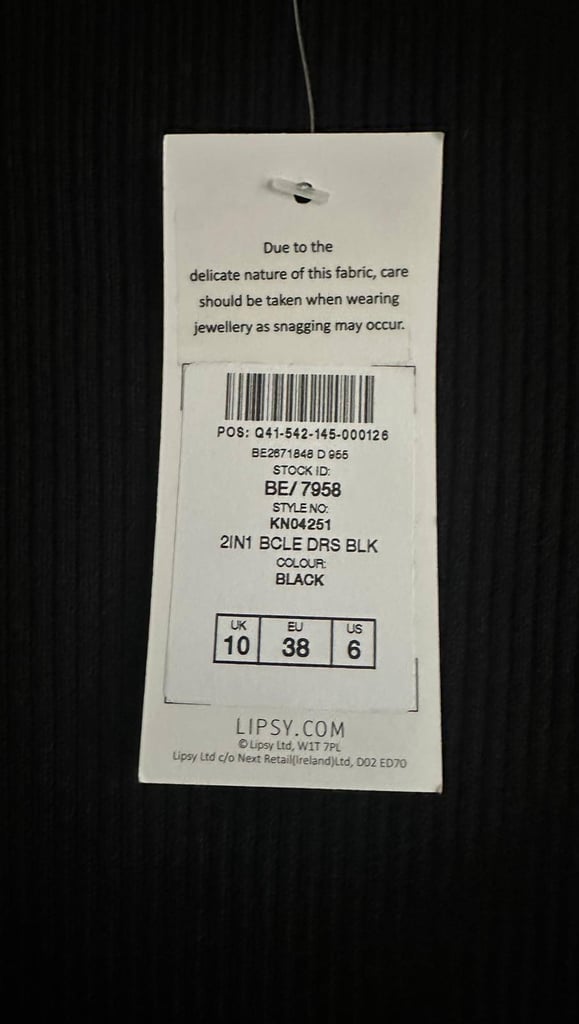 Due to the
delicate nature of this fabric, care
should be taken when wearing
jewellery as snagging may occur.
POS: Q41-542-145-000126
BE2671848 D 955
STOCK ID:
BE/ 7958
STYLE NO:
KN04251
2IN1 BCLE DRS BLK
COLOUR:
BLACK
UK EU US
10 38 6
LIPSY.COM
© Lipsy Ltd, W1T 7PL
Lipsy Ltd c/o Next Retail(Ireland)Ltd, D02 ED70